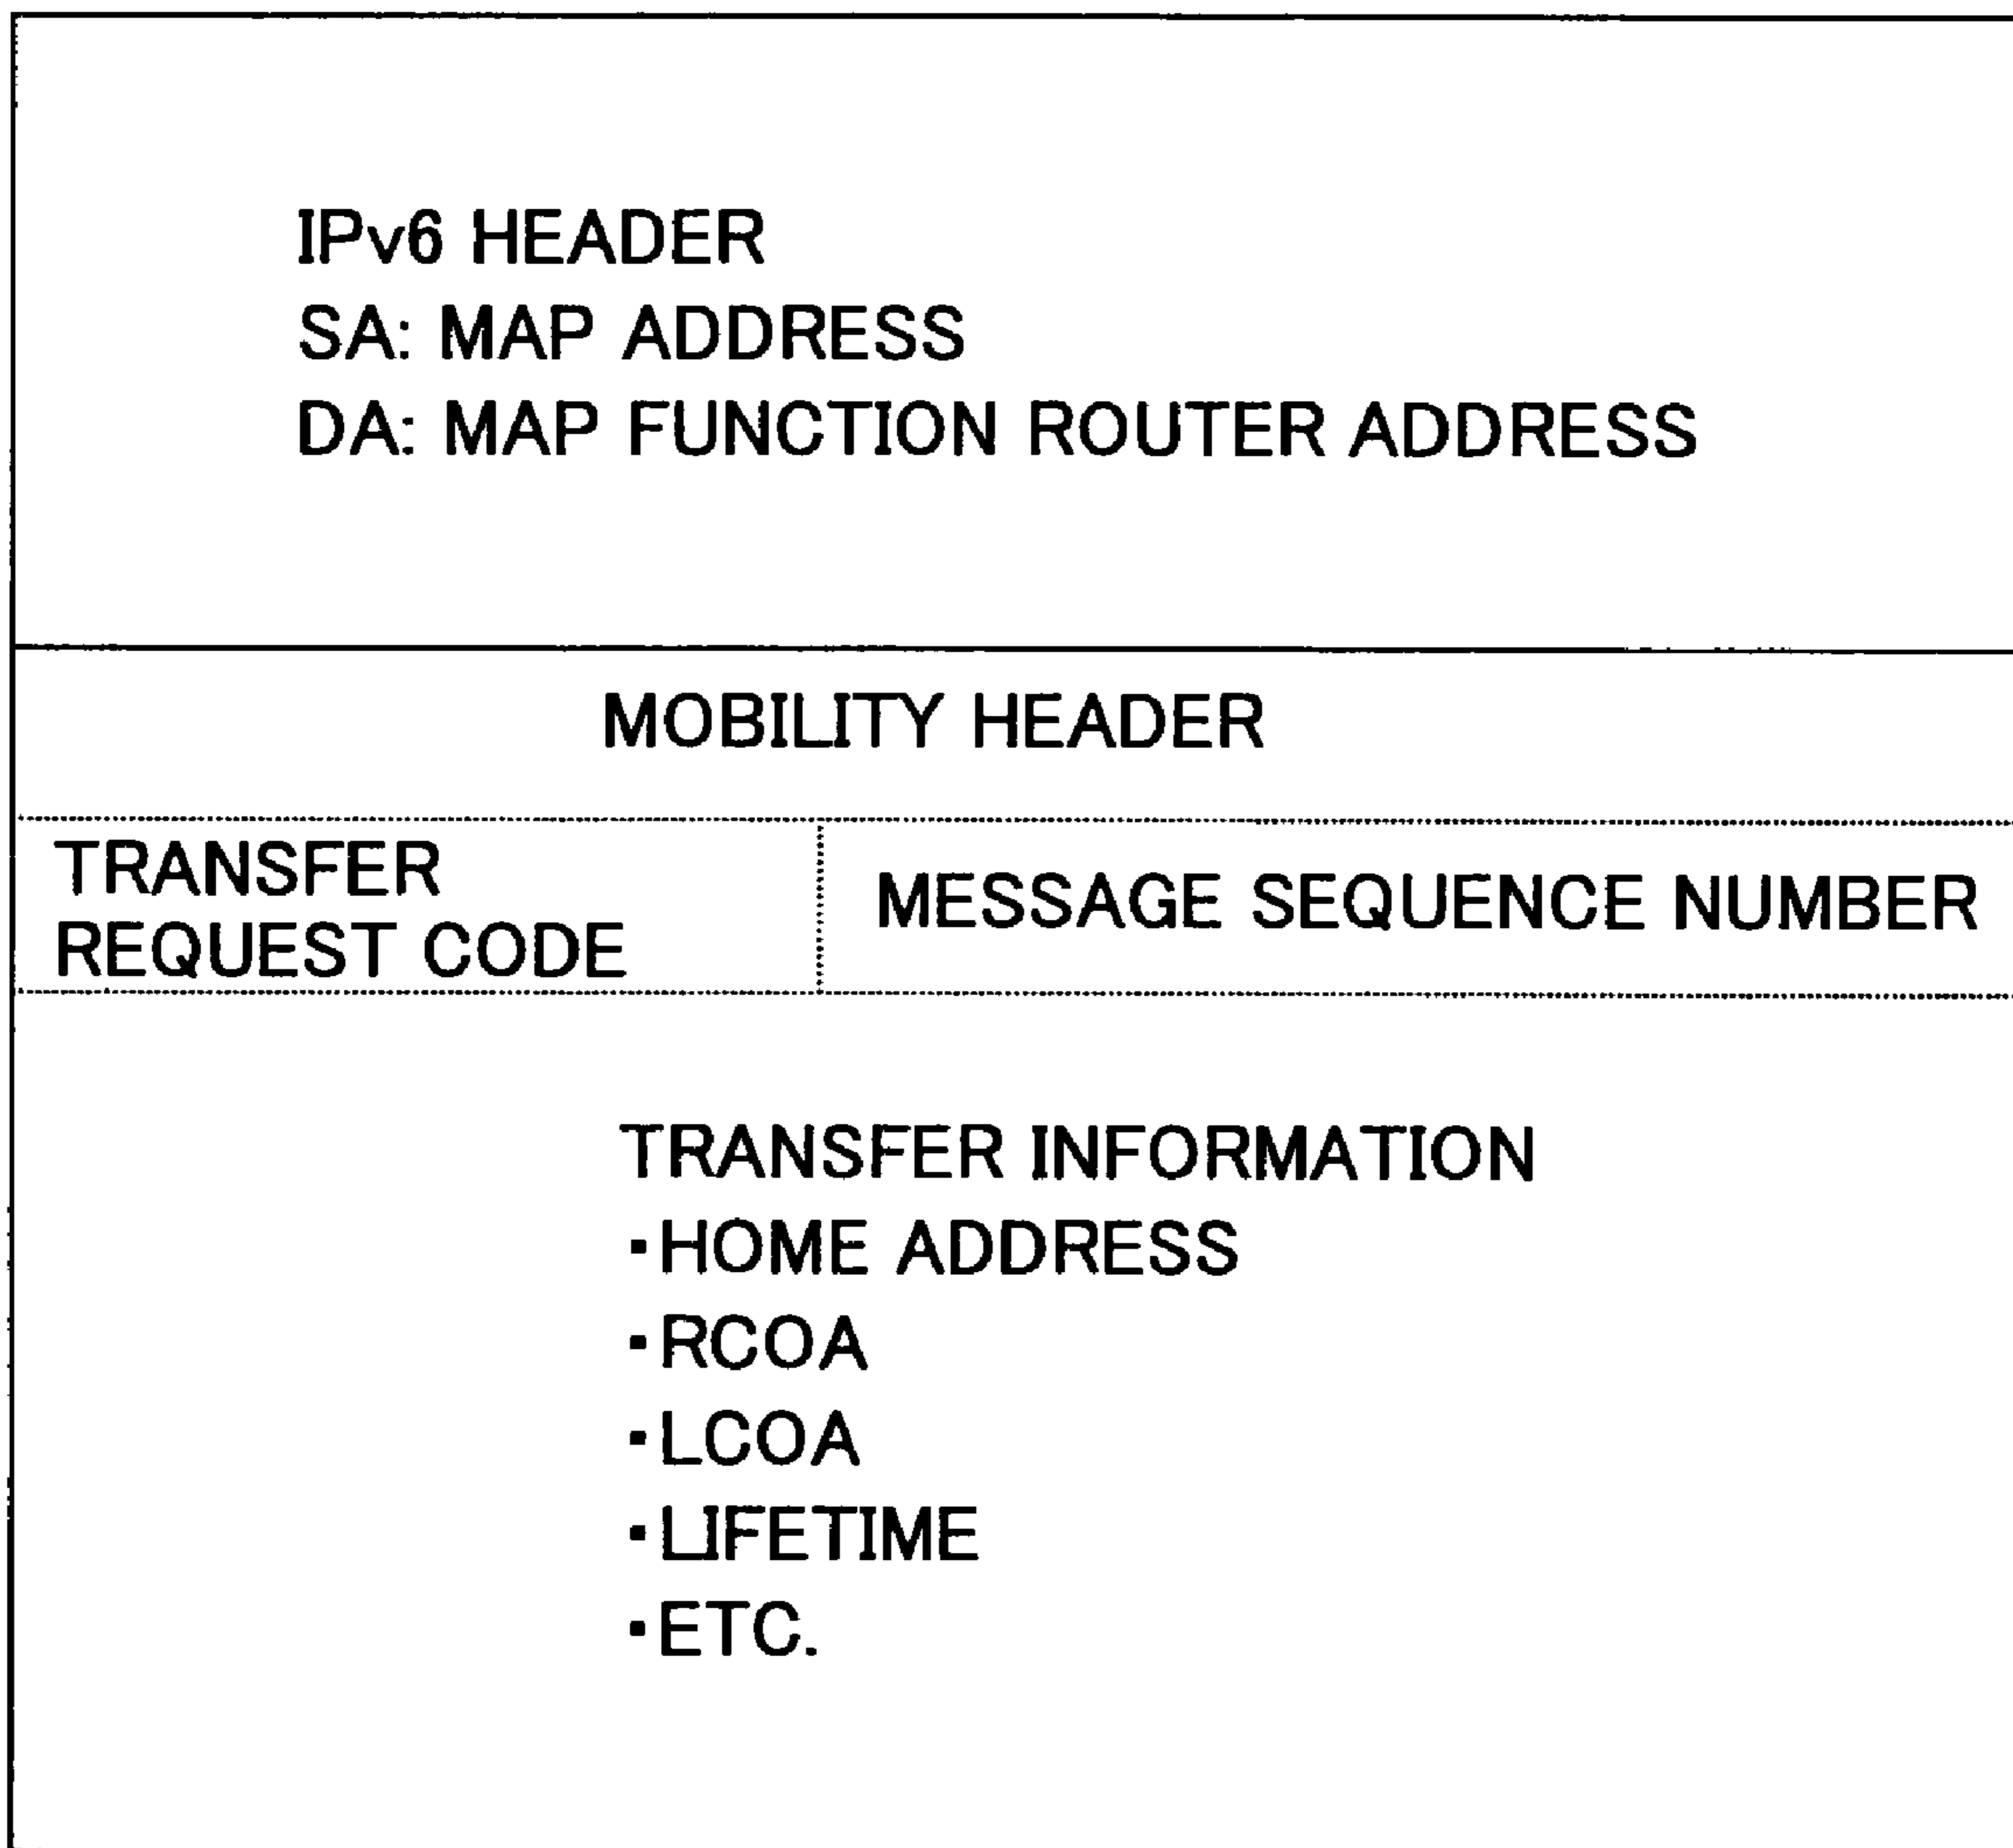 IPv6 HEADER
SA: MAP ADDRESS
DA: MAP FUNCTION ROUTER ADDRESS
MOBILITY HEADER
TRANSFER
REQUEST CODE
MESSAGE SEQUENCE NUMBER
TRANSFER INFORMATION
・HOME ADDRESS
・RCOA
・LCOA
・LIFETIME
・ETC.